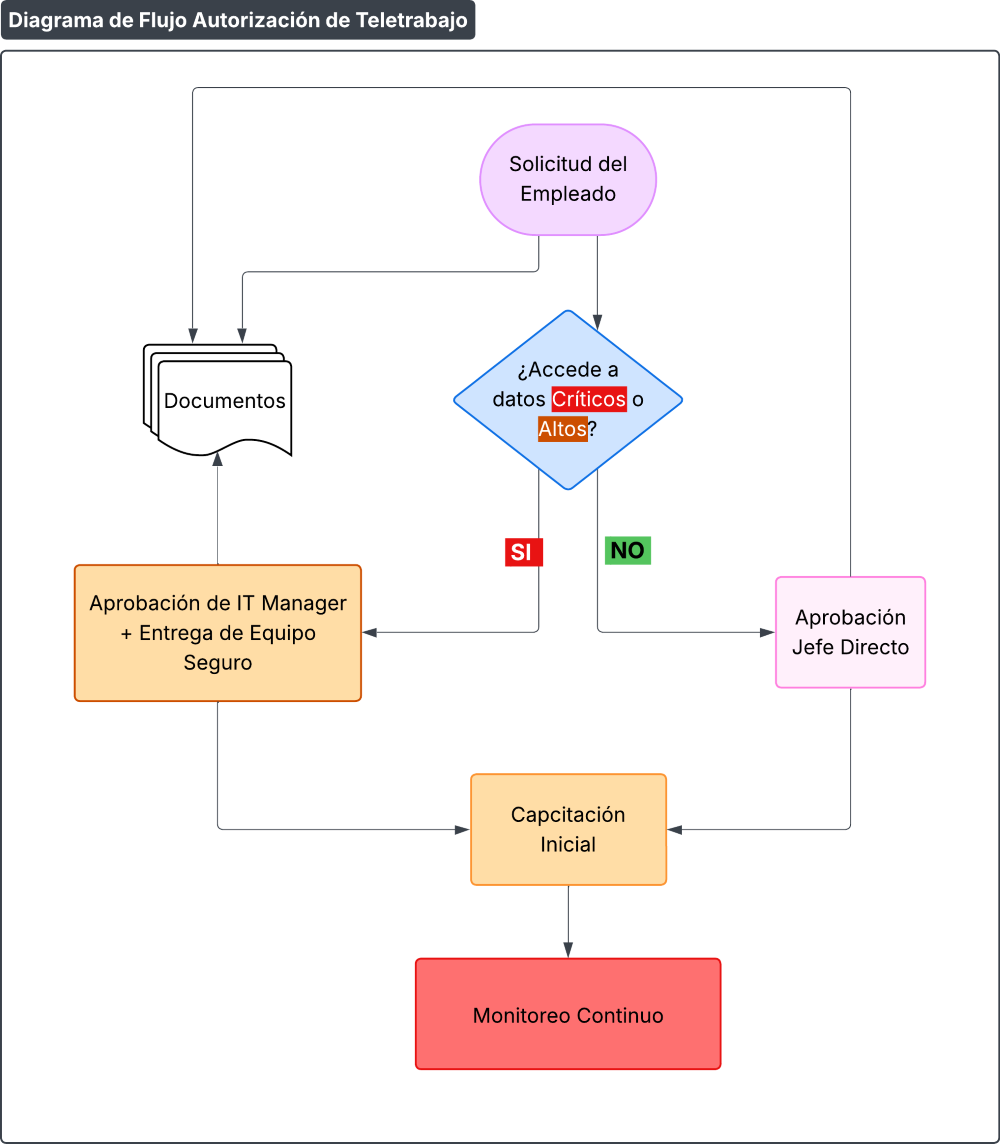 Diagrama de Flujo Autorización de Teletrabajo
Solicitud del
Empleado
¿Accede a
datos Críticos o
Altos?
Documentos
SI
NO
Aprobación de IT Manager
+ Entrega de Equipo
Seguro
Aprobación
Jefe Directo
Capcitación
Inicial
Monitoreo Continuo